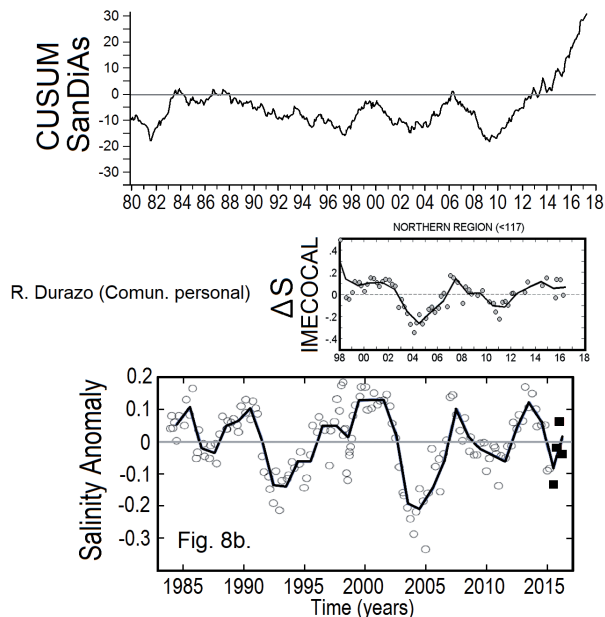 CUSUM
SanDiAs
30
20
10
0
-10
-20
-30
80 82 84 86 88 90 92 94 96 98 00 02 04 06 08 10 12 14 16 18
NORTHERN REGION (<117)
R. Durazo (Comun. personal)
ΔS
IMECOCAL
.4
.2
0
-.2
-.4
98 00 02 04 06 08 10 12 14 16
Salinity Anomaly
0.2
0.1
0
-0.1
-0.2
-0.3
Fig. 8b.
1985 1990 1995 2000 2005 2010 2015
Time (years)